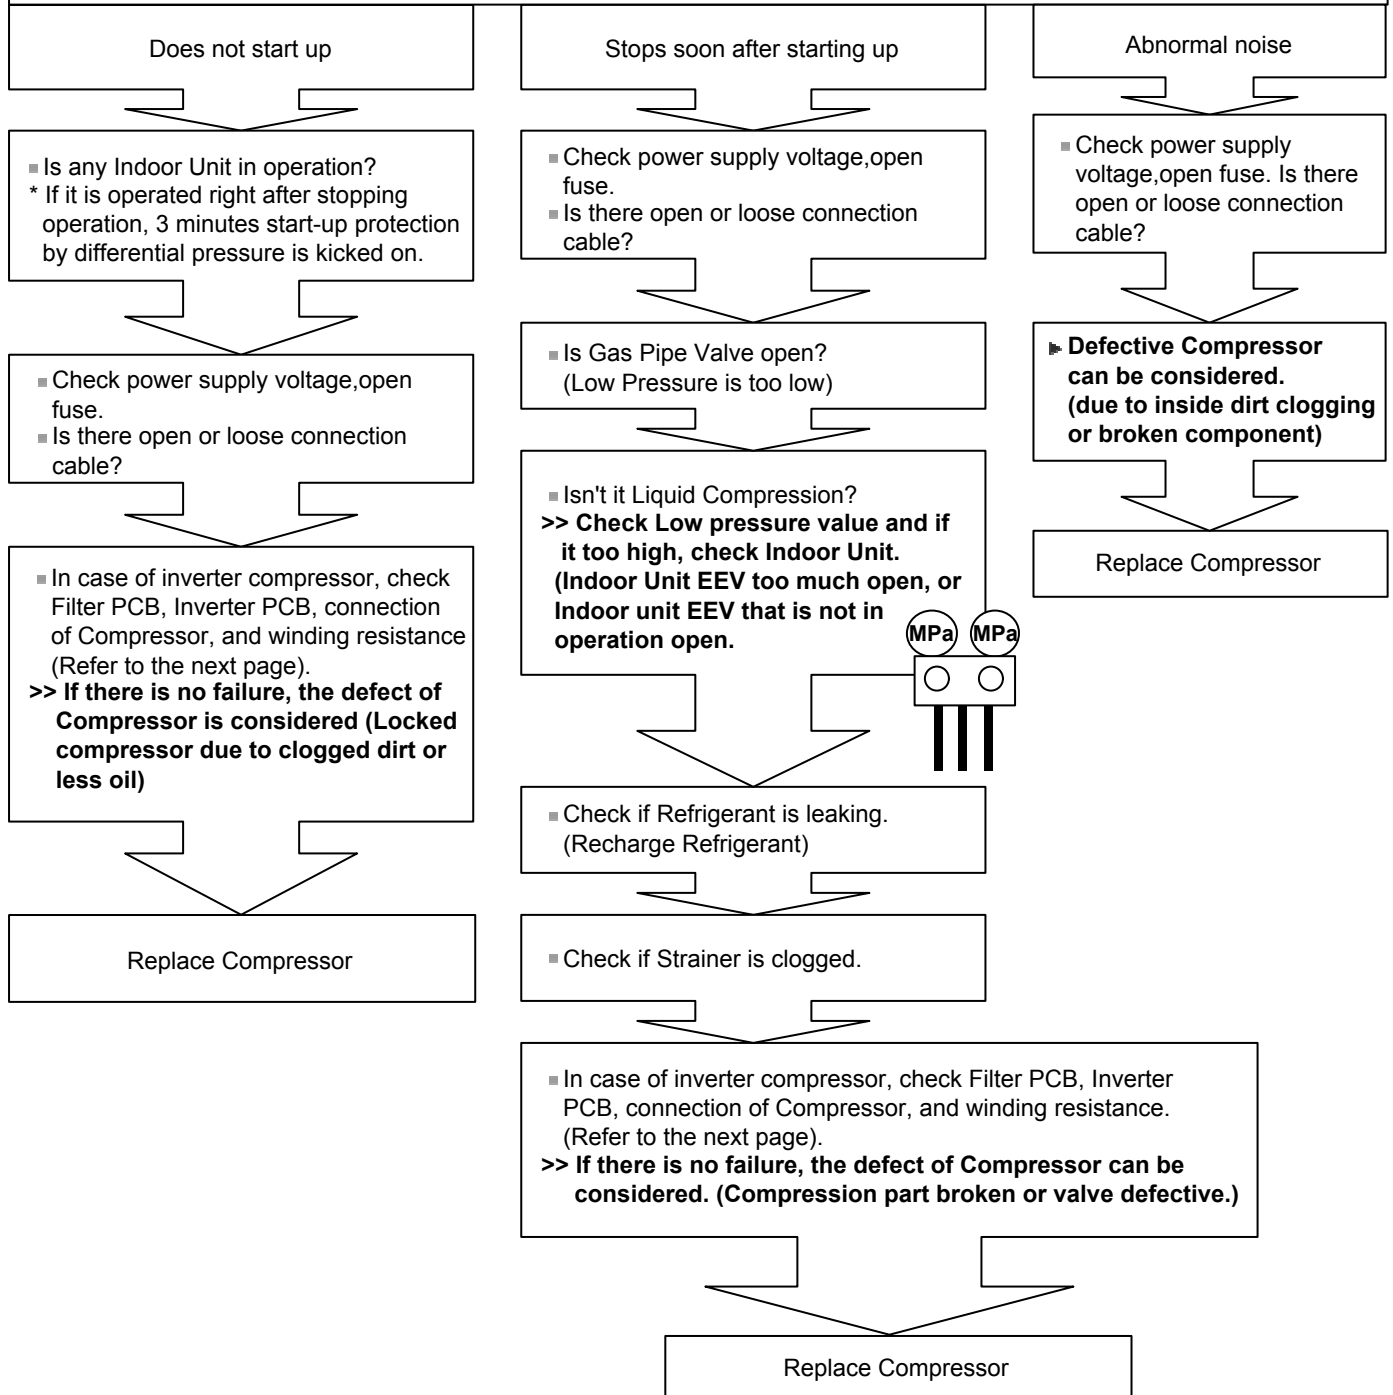 Does not start up
■ Is any Indoor Unit in operation?
* If it is operated right after stopping
operation, 3 minutes start-up protection
by differential pressure is kicked on.
■ Check power supply voltage,open
fuse.
■ Is there open or loose connection
cable?
■ In case of inverter compressor, check
Filter PCB, Inverter PCB, connection
of Compressor, and winding resistance
(Refer to the next page).
>> If there is no failure, the defect of
Compressor is considered (Locked
compressor due to clogged dirt or
less oil)
Replace Compressor
Stops soon after starting up
■ Check power supply voltage,open
fuse.
■ Is there open or loose connection
cable?
■ Is Gas Pipe Valve open?
(Low Pressure is too low)
■ Isn't it Liquid Compression?
>> Check Low pressure value and if
it too high, check Indoor Unit.
(Indoor Unit EEV too much open, or
Indoor unit EEV that is not in
operation open.
MPa MPa
■ Check if Refrigerant is leaking.
(Recharge Refrigerant)
■ Check if Strainer is clogged.
■ In case of inverter compressor, check Filter PCB, Inverter
PCB, connection of Compressor, and winding resistance.
(Refer to the next page).
>> If there is no failure, the defect of Compressor can be
considered. (Compression part broken or valve defective.)
Replace Compressor
Abnormal noise
■ Check power supply
voltage,open fuse. Is there
open or loose connection
cable?
► Defective Compressor
can be considered.
(due to inside dirt clogging
or broken component)
Replace Compressor